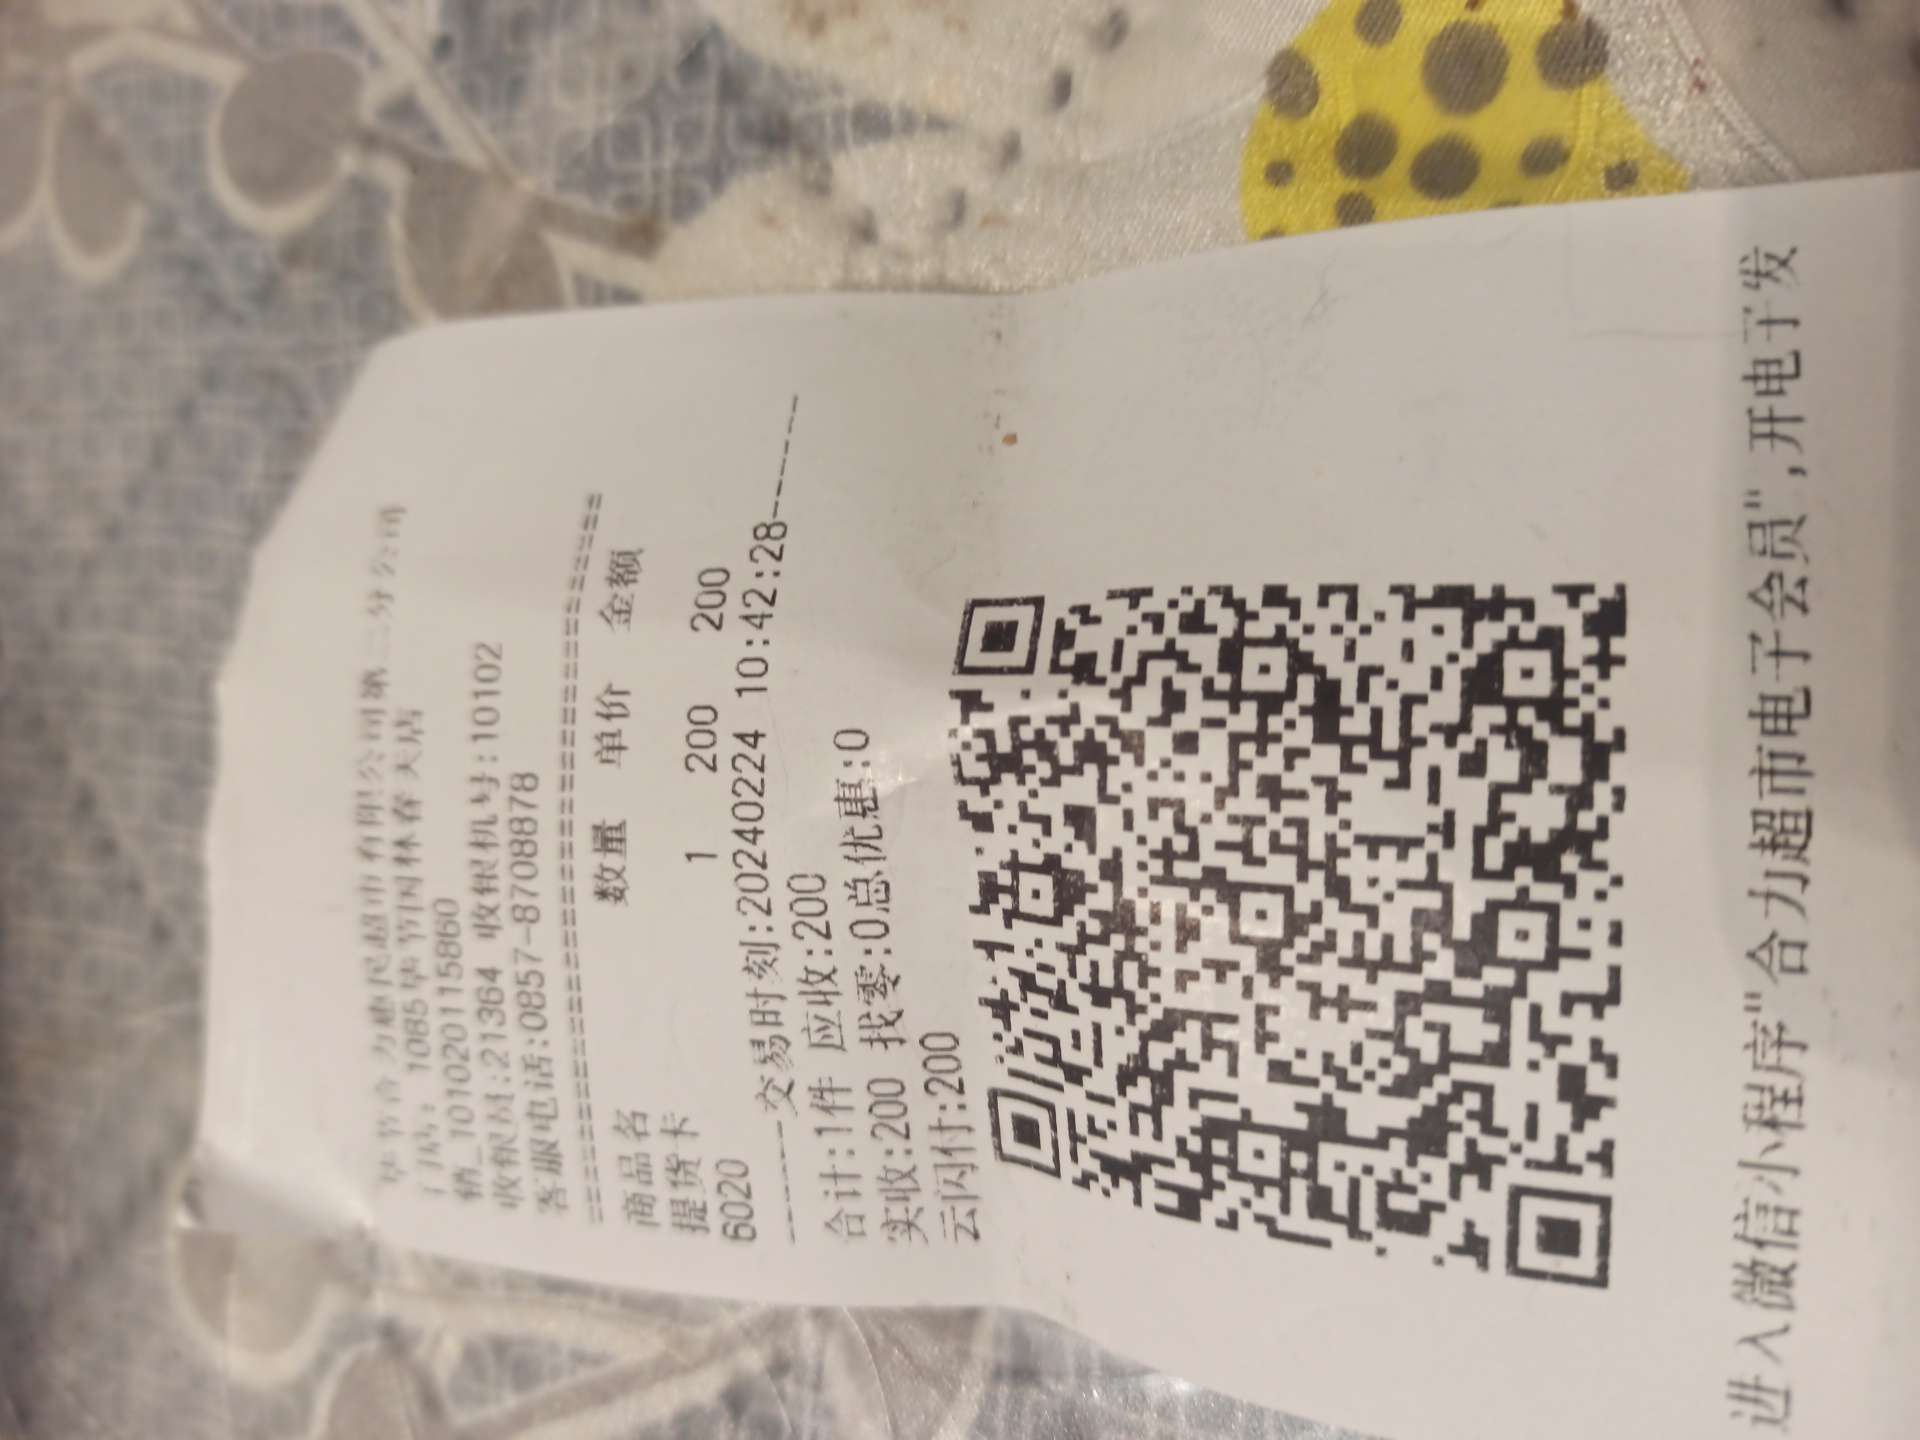 毕节合力惠民超市有限公司第二分公司
门店: 1085毕节园林春天店
销_1010202115860
收银员:21364 收银机号:10102
客服电话:0857-87088878
================================
商品名 数量 单价 金额
提货卡
6020 1 200 200
------交易时刻:20240224 10:42:28------
合计:1件 应收:200
实收:200 找零:0总优惠:0
云闪付:200
进入微信小程序"合力超市电子会员",开电子发